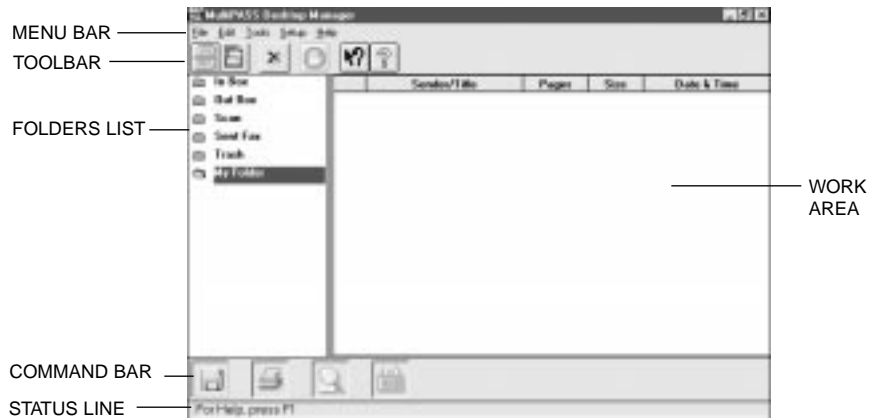 MultiPASS Desktop Manager
MENU BAR
File Edit Tools Setup Help
TOOLBAR
In Box
Sender/Title Pages Size Date & Time
Out Box
Scan
FOLDERS LIST
Sent Fax
Trash
My Folder
WORK
AREA
COMMAND BAR
STATUS LINE
For Help, press F1